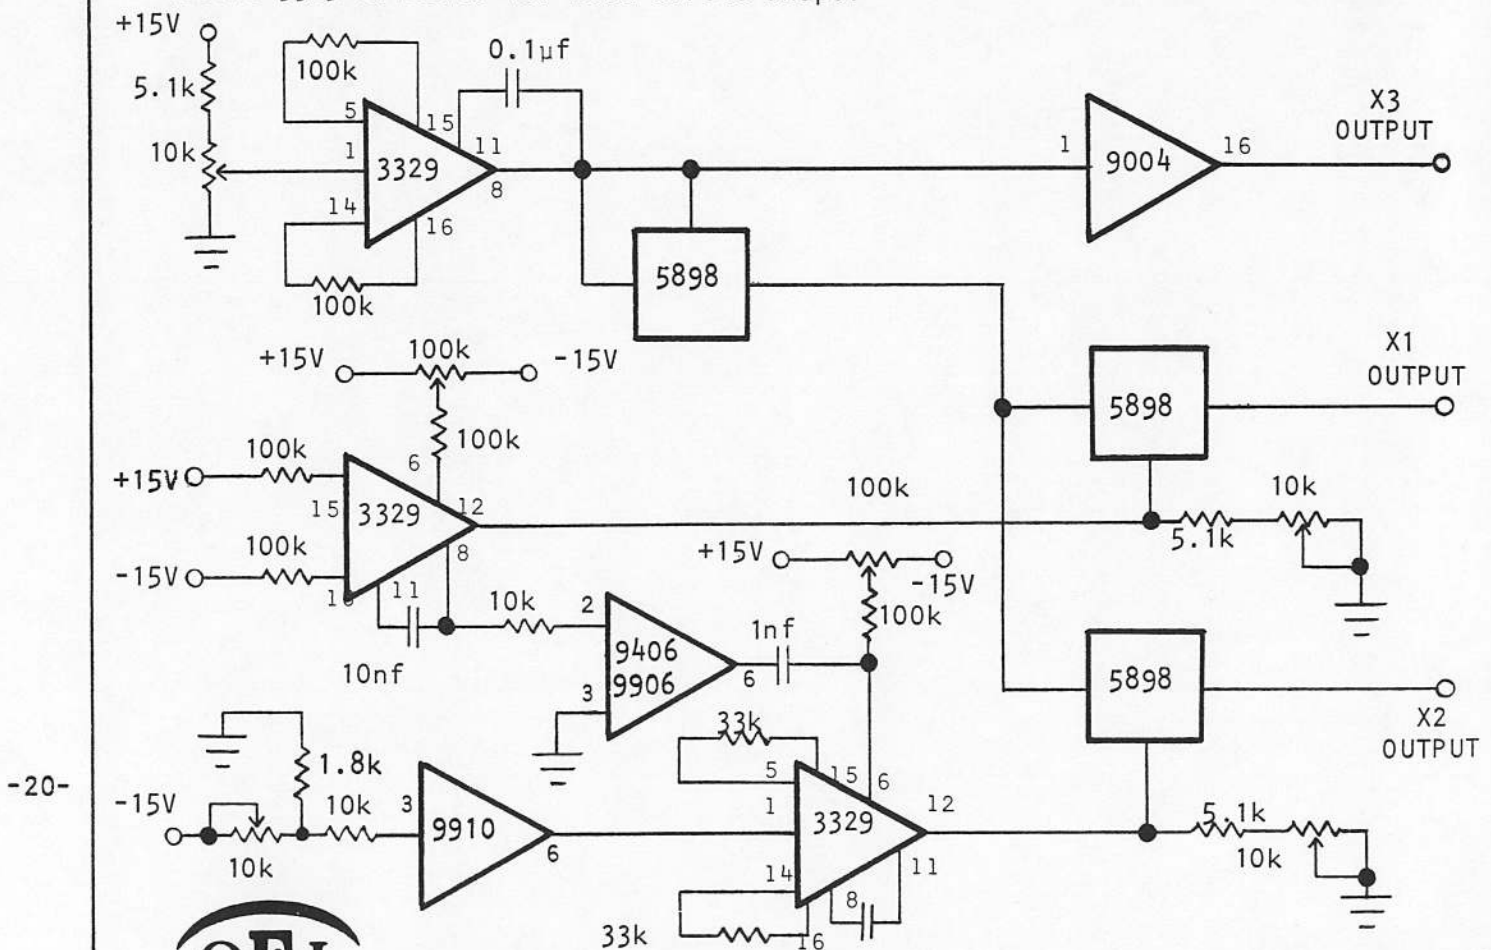 +15V
5.1k
10k
100k
5
15
1
3329
11
8
14
16
100k
0.1µf
5898
1
9004
16
X3
OUTPUT
+15V
100k
-15V
100k
6
100k
+15V
15
3329
12
100k
-15V
8
11
10nf
10k
2
9406
9906
3
6
1nf
100k
+15V
-15V
100k
5898
X1
OUTPUT
10k
5.1k
5898
X2
OUTPUT
-20-
-15V
1.8k
10k
10k
3
9910
6
33k
5
15
6
1
3329
12
14
11
8
16
33k
5.1k
10k